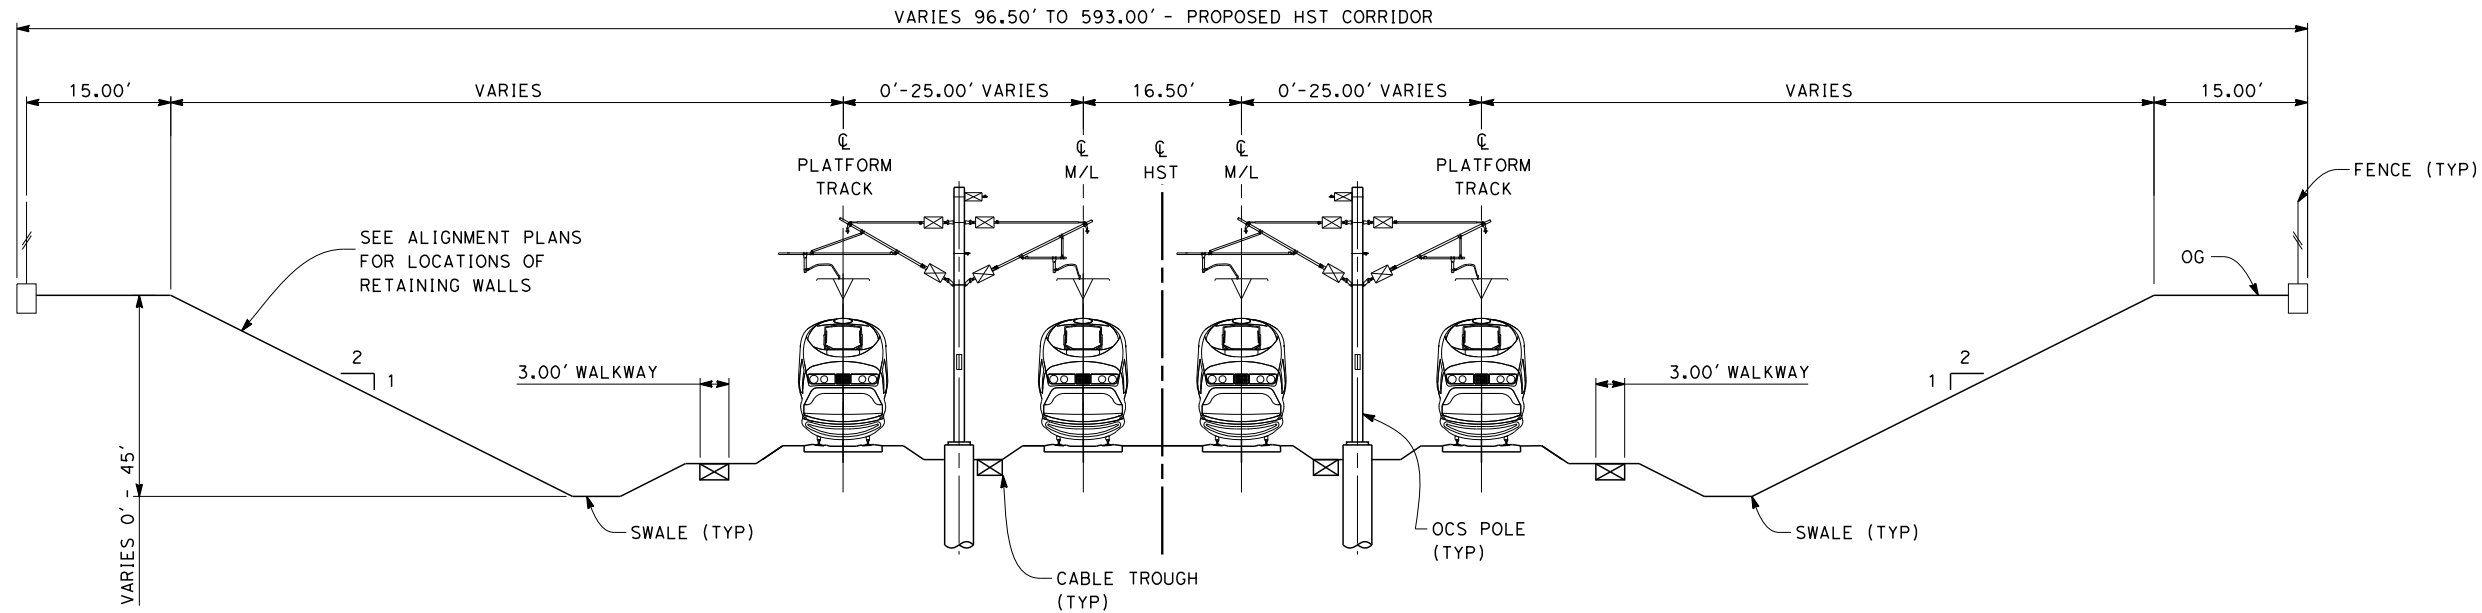 VARIES 96.50' TO 593.00' - PROPOSED HST CORRIDOR
15.00'
VARIES
0'-25.00' VARIES
16.50'
0'-25.00' VARIES
VARIES
15.00'
℄
PLATFORM
TRACK
℄
M/L
℄
HST
℄
M/L
℄
PLATFORM
TRACK
FENCE (TYP)
SEE ALIGNMENT PLANS
FOR LOCATIONS OF
RETAINING WALLS
OG
2
1
3.00' WALKWAY
3.00' WALKWAY
2
1
VARIES 0' - 45'
SWALE (TYP)
CABLE TROUGH
(TYP)
OCS POLE
(TYP)
SWALE (TYP)